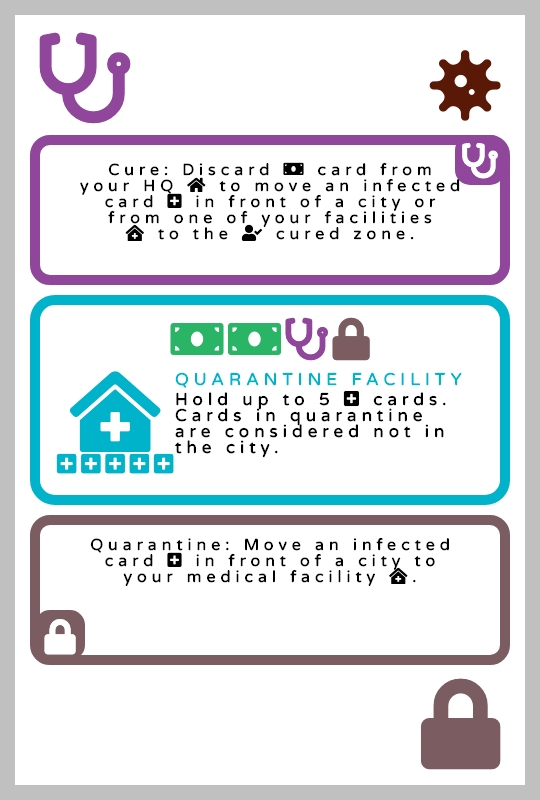 Cure: Discard card from
your HQ to move an infected
card in front of a city or
from one of your facilities
to the cured zone.
QUARANTINE FACILITY
Hold up to 5 cards.
Cards in quarantine
are considered not in
the city.
Quarantine: Move an infected
card in front of a city to
your medical facility .